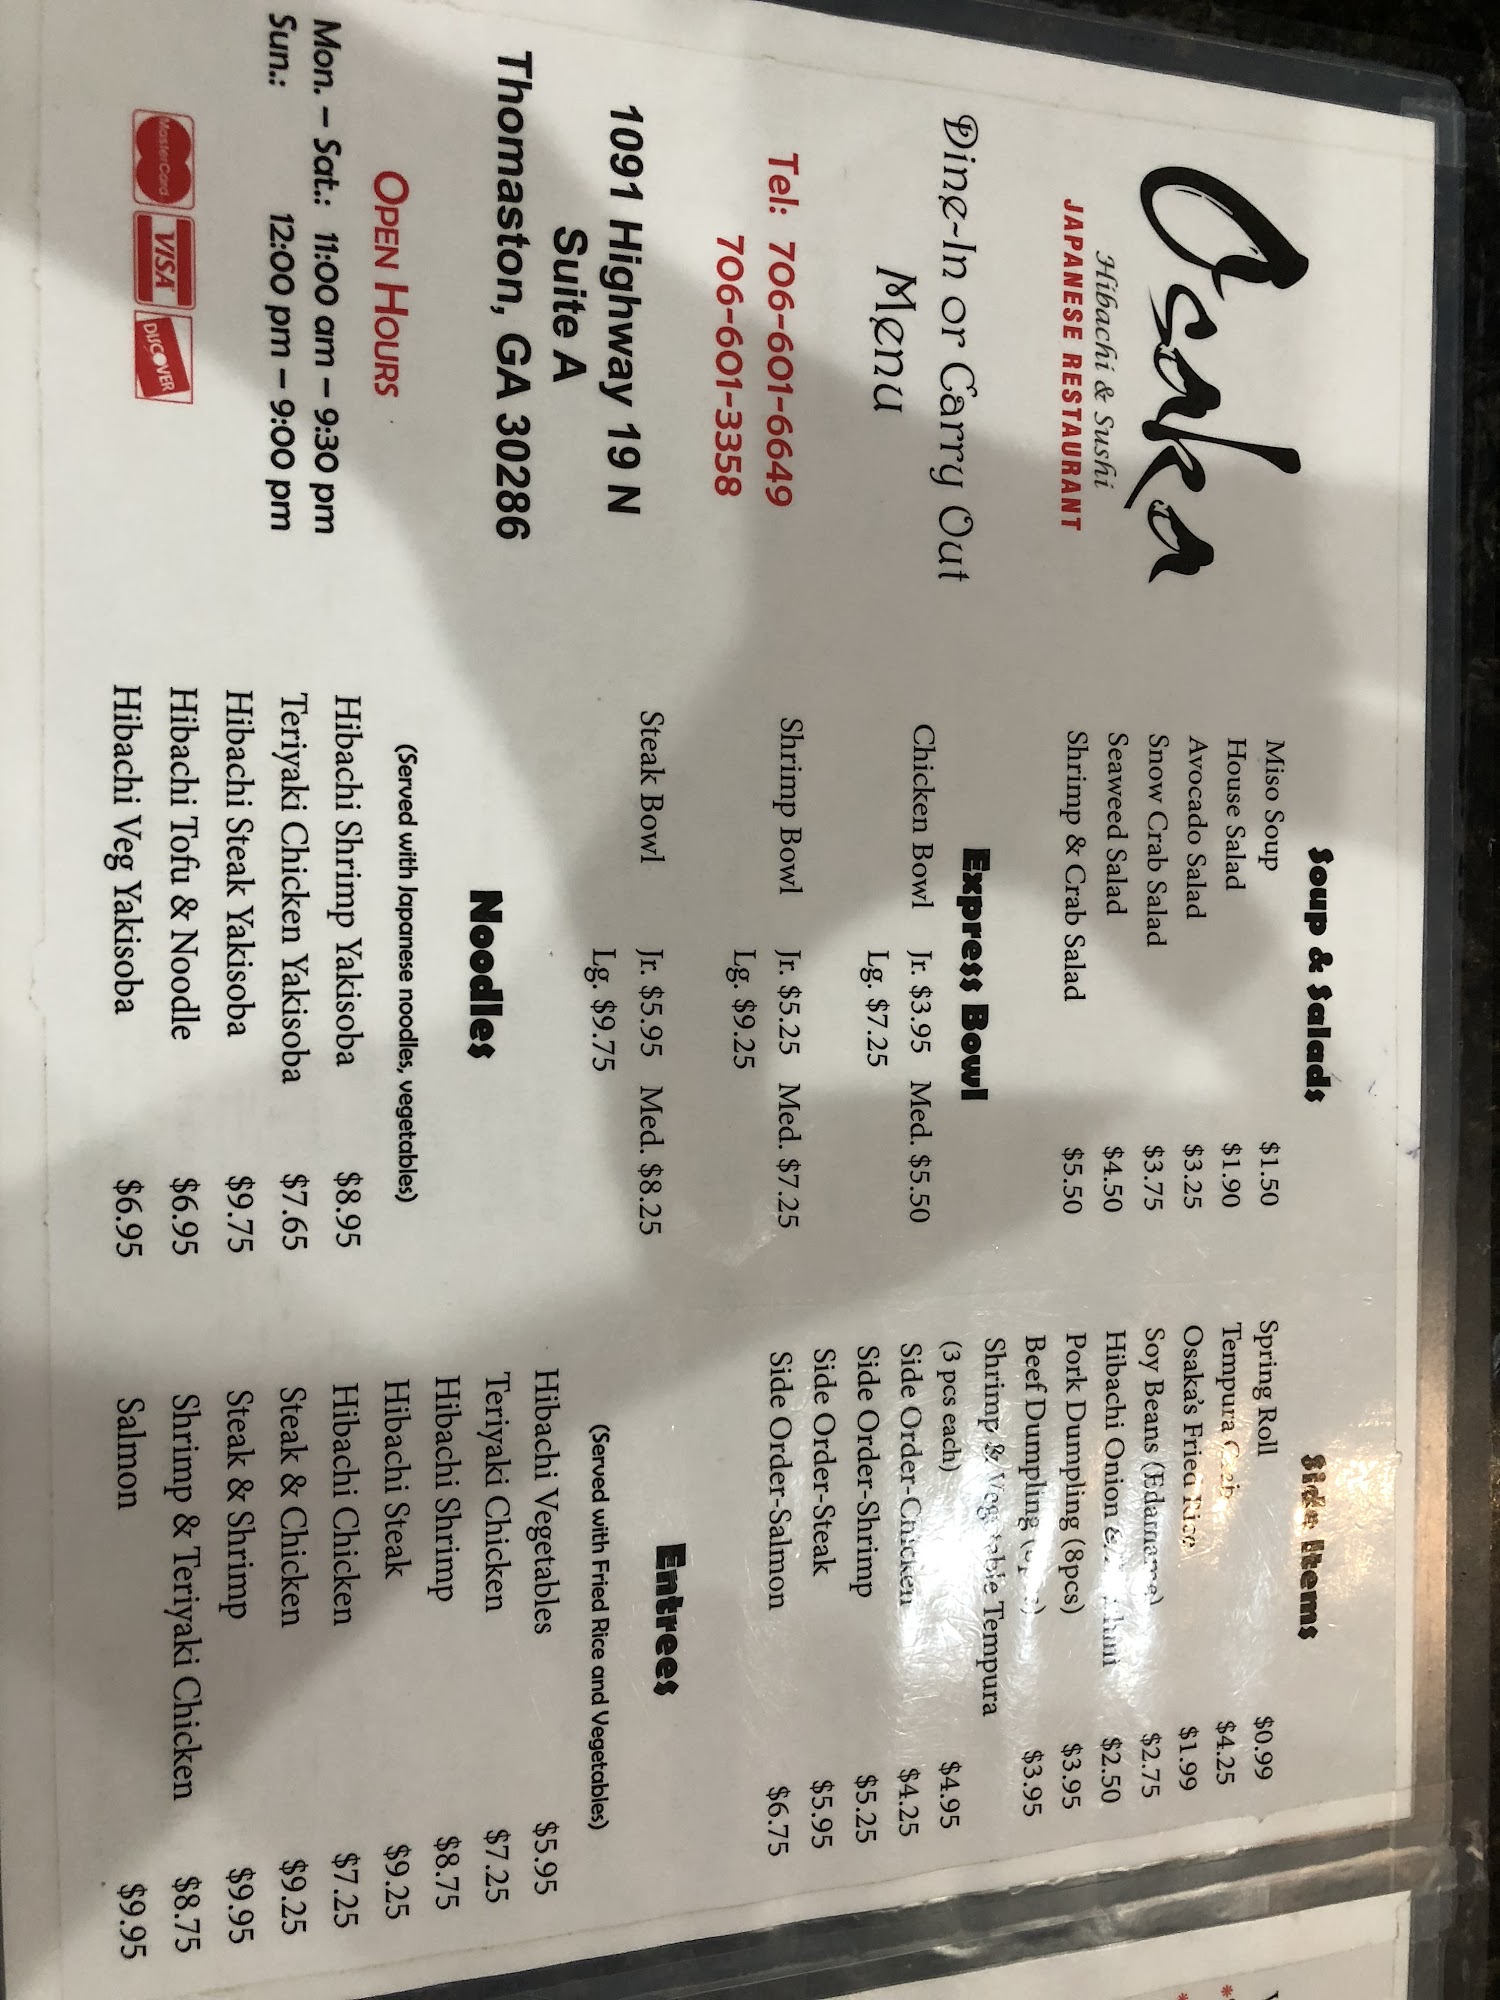 Osaka
Hibachi & Sushi
JAPANESE RESTAURANT
Dine-In or Carry Out
Menu
Tel: 706-601-6649
706-601-3358
1091 Highway 19 N
Suite A
Thomaston, GA 30286
OPEN HOURS
Mon. – Sat.: 11:00 am – 9:30 pm
Sun.: 12:00 pm – 9:00 pm
MasterCard VISA DISCOVER
Soup & Salads
Miso Soup $1.50
House Salad $1.90
Avocado Salad $3.25
Snow Crab Salad $3.75
Seaweed Salad $4.50
Shrimp & Crab Salad $5.50
Express Bowl
Chicken Bowl Jr. $3.95 Med. $5.50
Lg. $7.25
Shrimp Bowl Jr. $5.25 Med. $7.25
Lg. $9.25
Steak Bowl Jr. $5.95 Med. $8.25
Lg. $9.75
Noodles
(Served with Japanese noodles, vegetables)
Hibachi Shrimp Yakisoba $8.95
Teriyaki Chicken Yakisoba $7.65
Hibachi Steak Yakisoba $9.75
Hibachi Tofu & Noodle $6.95
Hibachi Veg Yakisoba $6.95
Side Items
Spring Roll $0.99
Tempura Crab $4.25
Osaka's Fried Rice $1.99
Soy Beans (Edamame) $2.75
Hibachi Onion & $2.50
Pork Dumpling (8pcs) $3.95
Beef Dumpling $3.95
Shrimp & Vegetable Tempura
(3 pcs each) $4.95
Side Order-Chicken $4.25
Side Order-Shrimp $5.25
Side Order-Steak $5.95
Side Order-Salmon $6.75
Entrees
(Served with Fried Rice and Vegetables)
Hibachi Vegetables $5.95
Teriyaki Chicken $7.25
Hibachi Shrimp $8.75
Hibachi Steak $9.25
Hibachi Chicken $7.25
Steak & Chicken $9.25
Steak & Shrimp $9.95
Shrimp & Teriyaki Chicken $8.75
Salmon $9.95